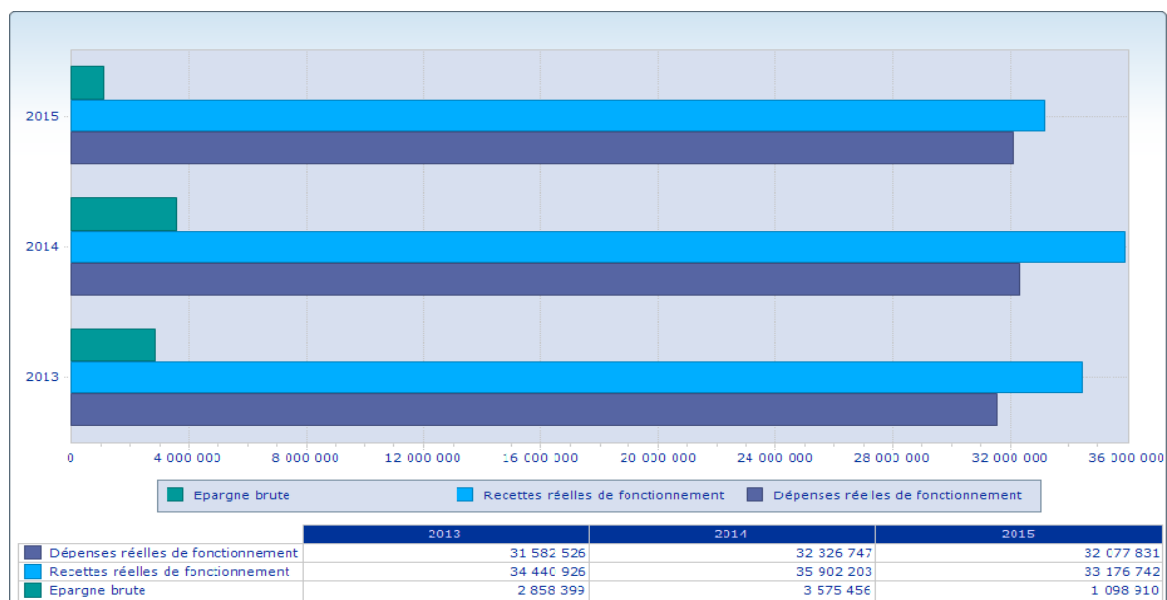 2015
2014
2013
0 4 000 000 8 000 000 12 000 000 16 000 000 20 000 000 24 000 000 28 000 000 32 000 000 36 000 000
Epargne brute Recettes réelles de fonctionnement Dépenses réelles de fonctionnement
2013 2014 2015
Dépenses réelles de fonctionnement 31 582 526 32 326 747 32 077 831
Recettes réelles de fonctionnement 34 440 926 35 902 203 33 176 742
Epargne brute 2 858 399 3 575 456 1 098 910